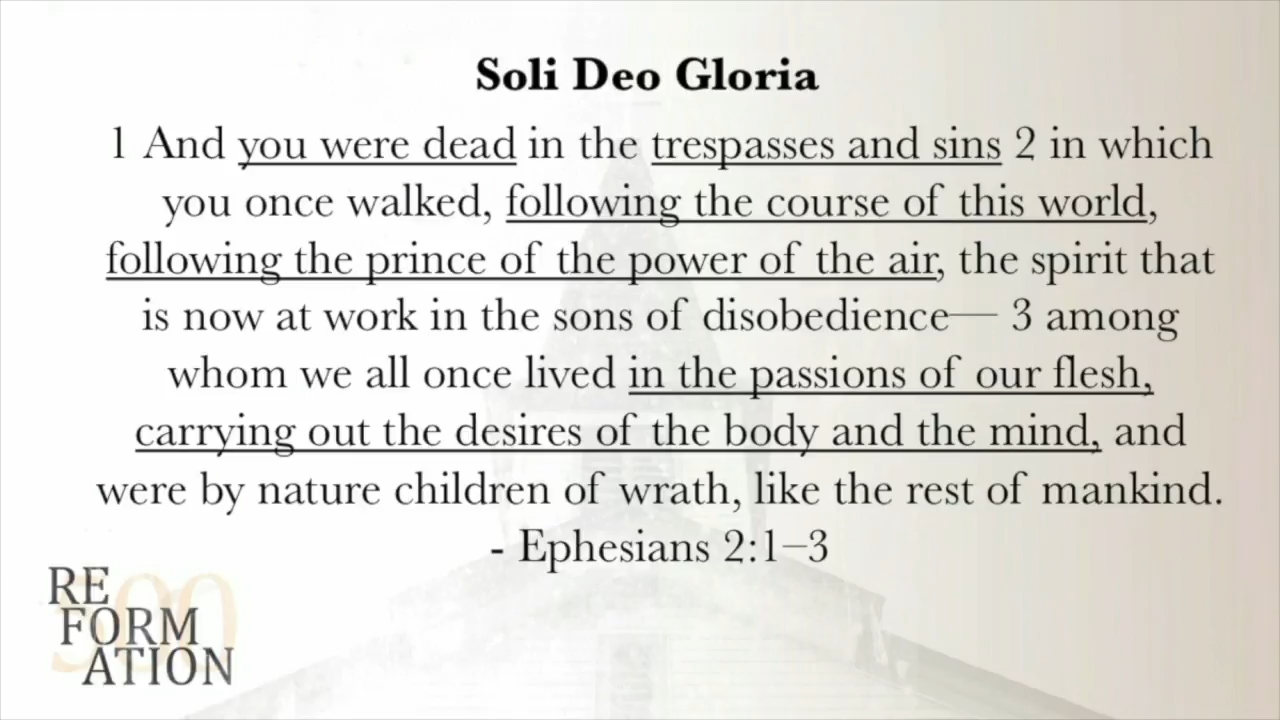 Soli Deo Gloria
1 And you were dead in the trespasses and sins 2 in which
you once walked, following the course of this world,
following the prince of the power of the air, the spirit that
is now at work in the sons of disobedience— 3 among
whom we all once lived in the passions of our flesh,
carrying out the desires of the body and the mind, and
were by nature children of wrath, like the rest of mankind.
- Ephesians 2:1–3
500
RE
FORM
ATION